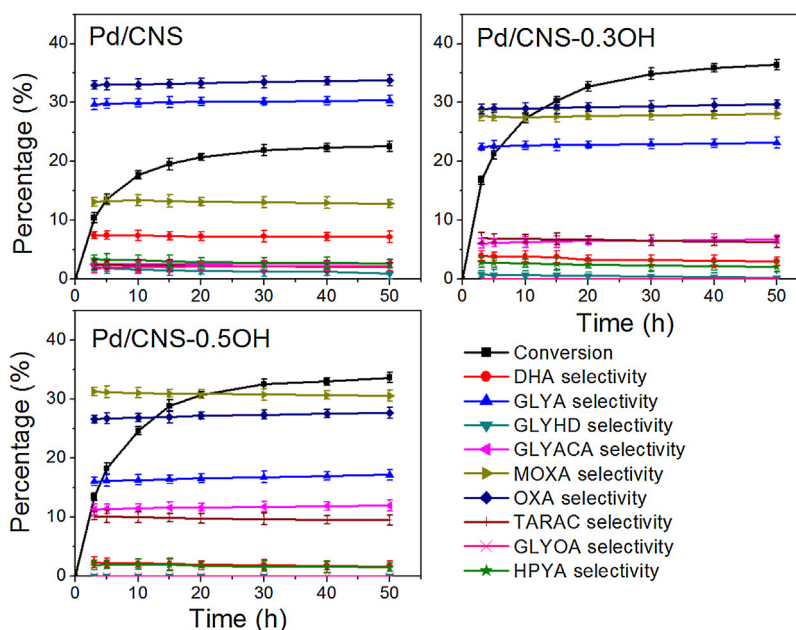 Pd/CNS
Percentage (%)
40
30
20
10
0
0 10 20 30 40 50
Pd/CNS-0.3OH
40
30
20
10
0
0 10 20 30 40 50
Time (h)
Pd/CNS-0.5OH
Percentage (%)
40
30
20
10
0
0 10 20 30 40 50
Time (h)
Conversion
DHA selectivity
GLYA selectivity
GLYHD selectivity
GLYACA selectivity
MOXA selectivity
OXA selectivity
TARAC selectivity
GLYOA selectivity
HPYA selectivity